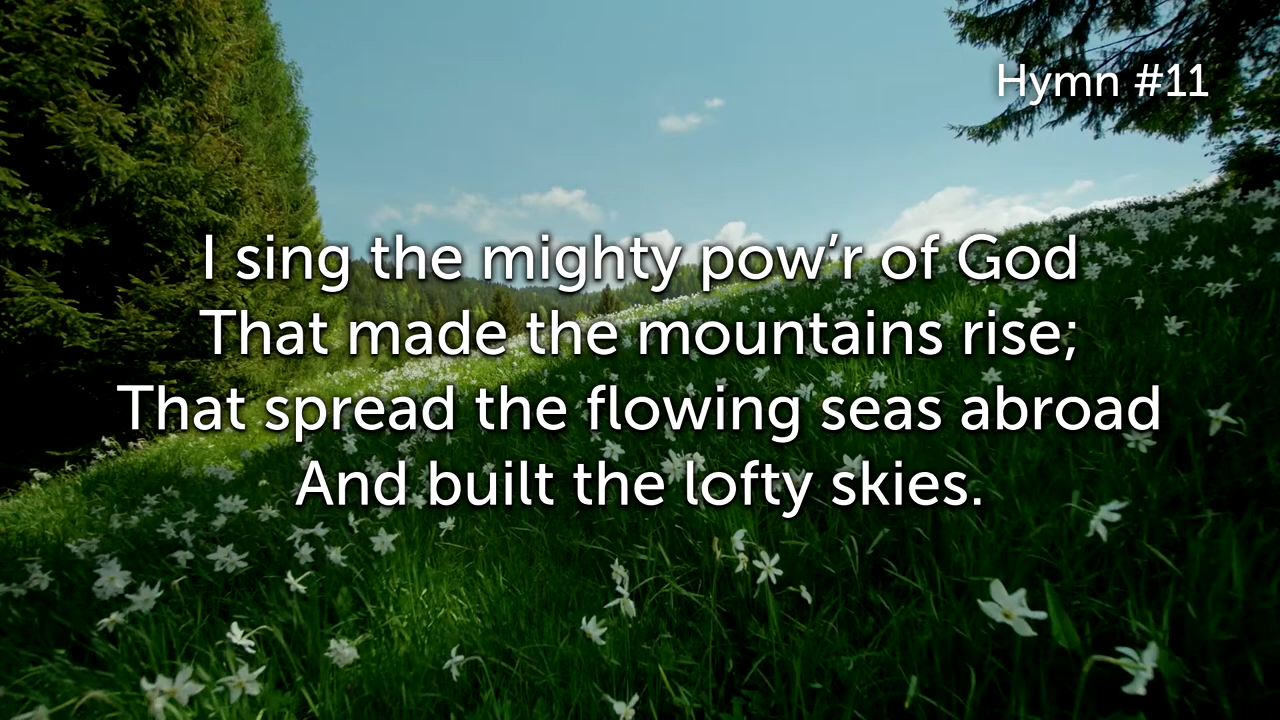 Hymn #11
I sing the mighty pow’r of God
That made the mountains rise;
That spread the flowing seas abroad
And built the lofty skies.